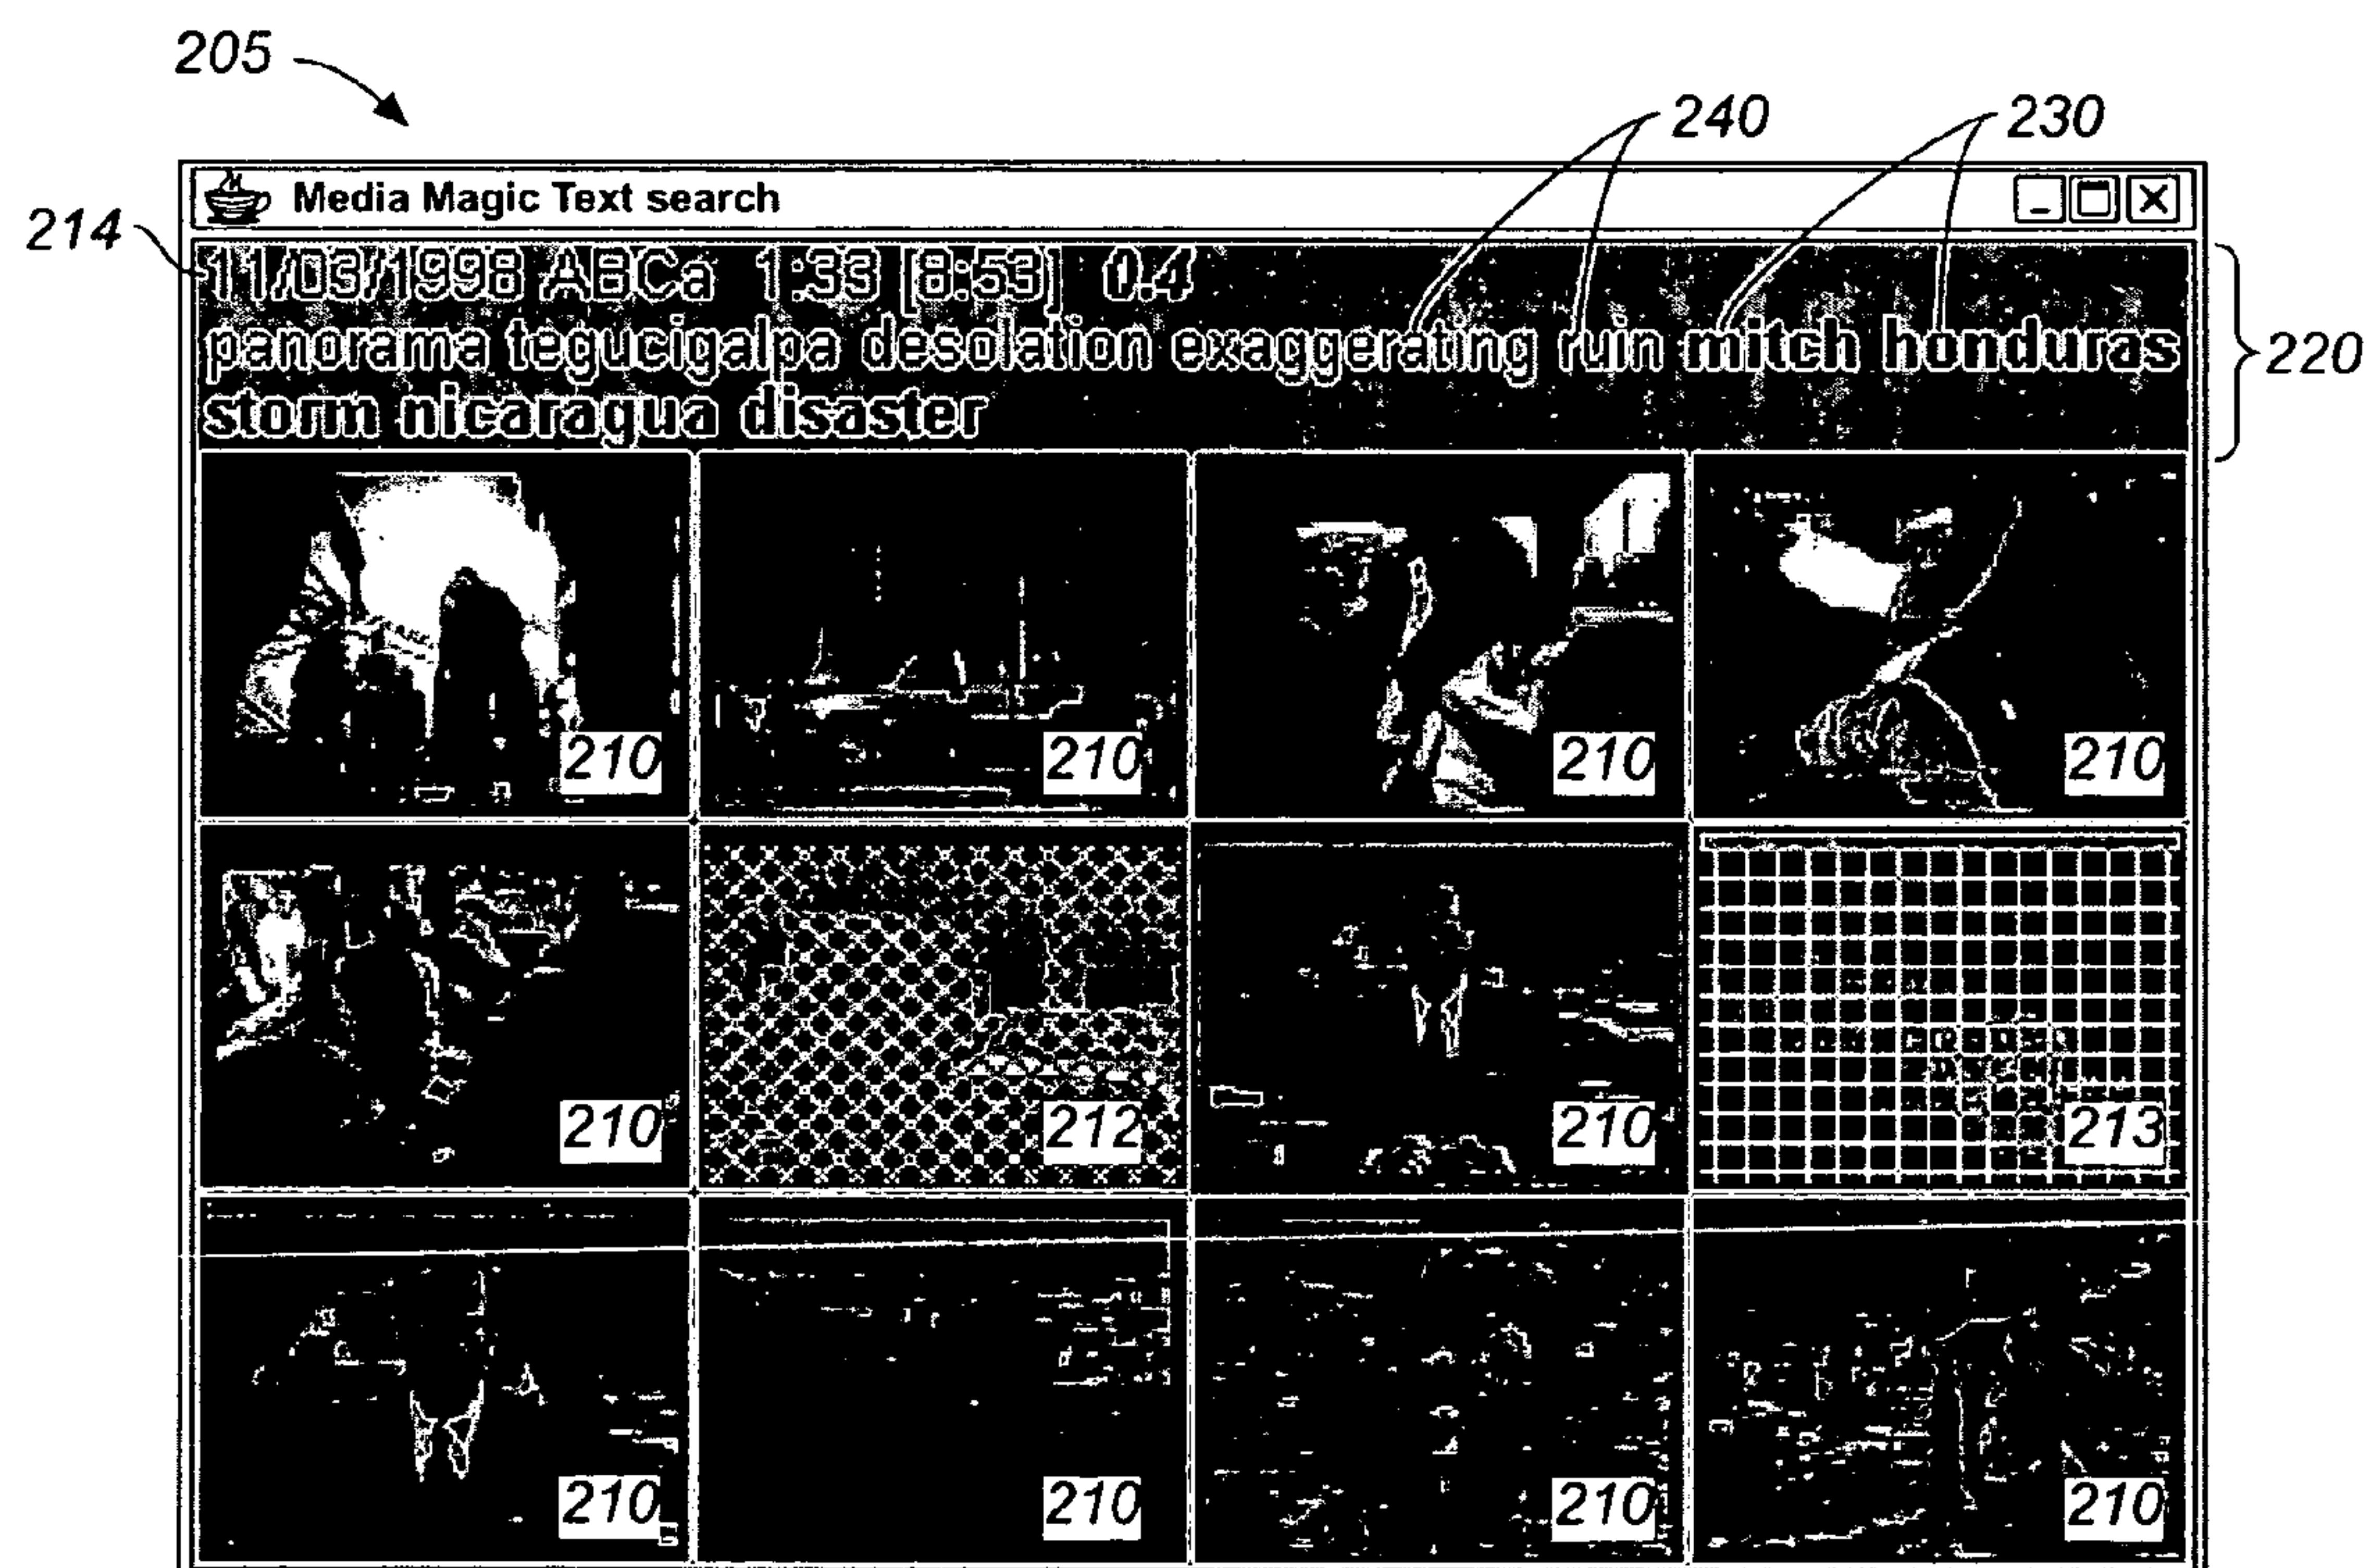 205
240 230
Media Magic Text search
214
11/03/1998 ABCa 1:33 [8:53] 0.4
panorama tegucigalpa desolation exaggerating ruin mitch honduras
220
storm nicaragua disaster
210 210 210 210
210 212 210 213
210 210 210 210